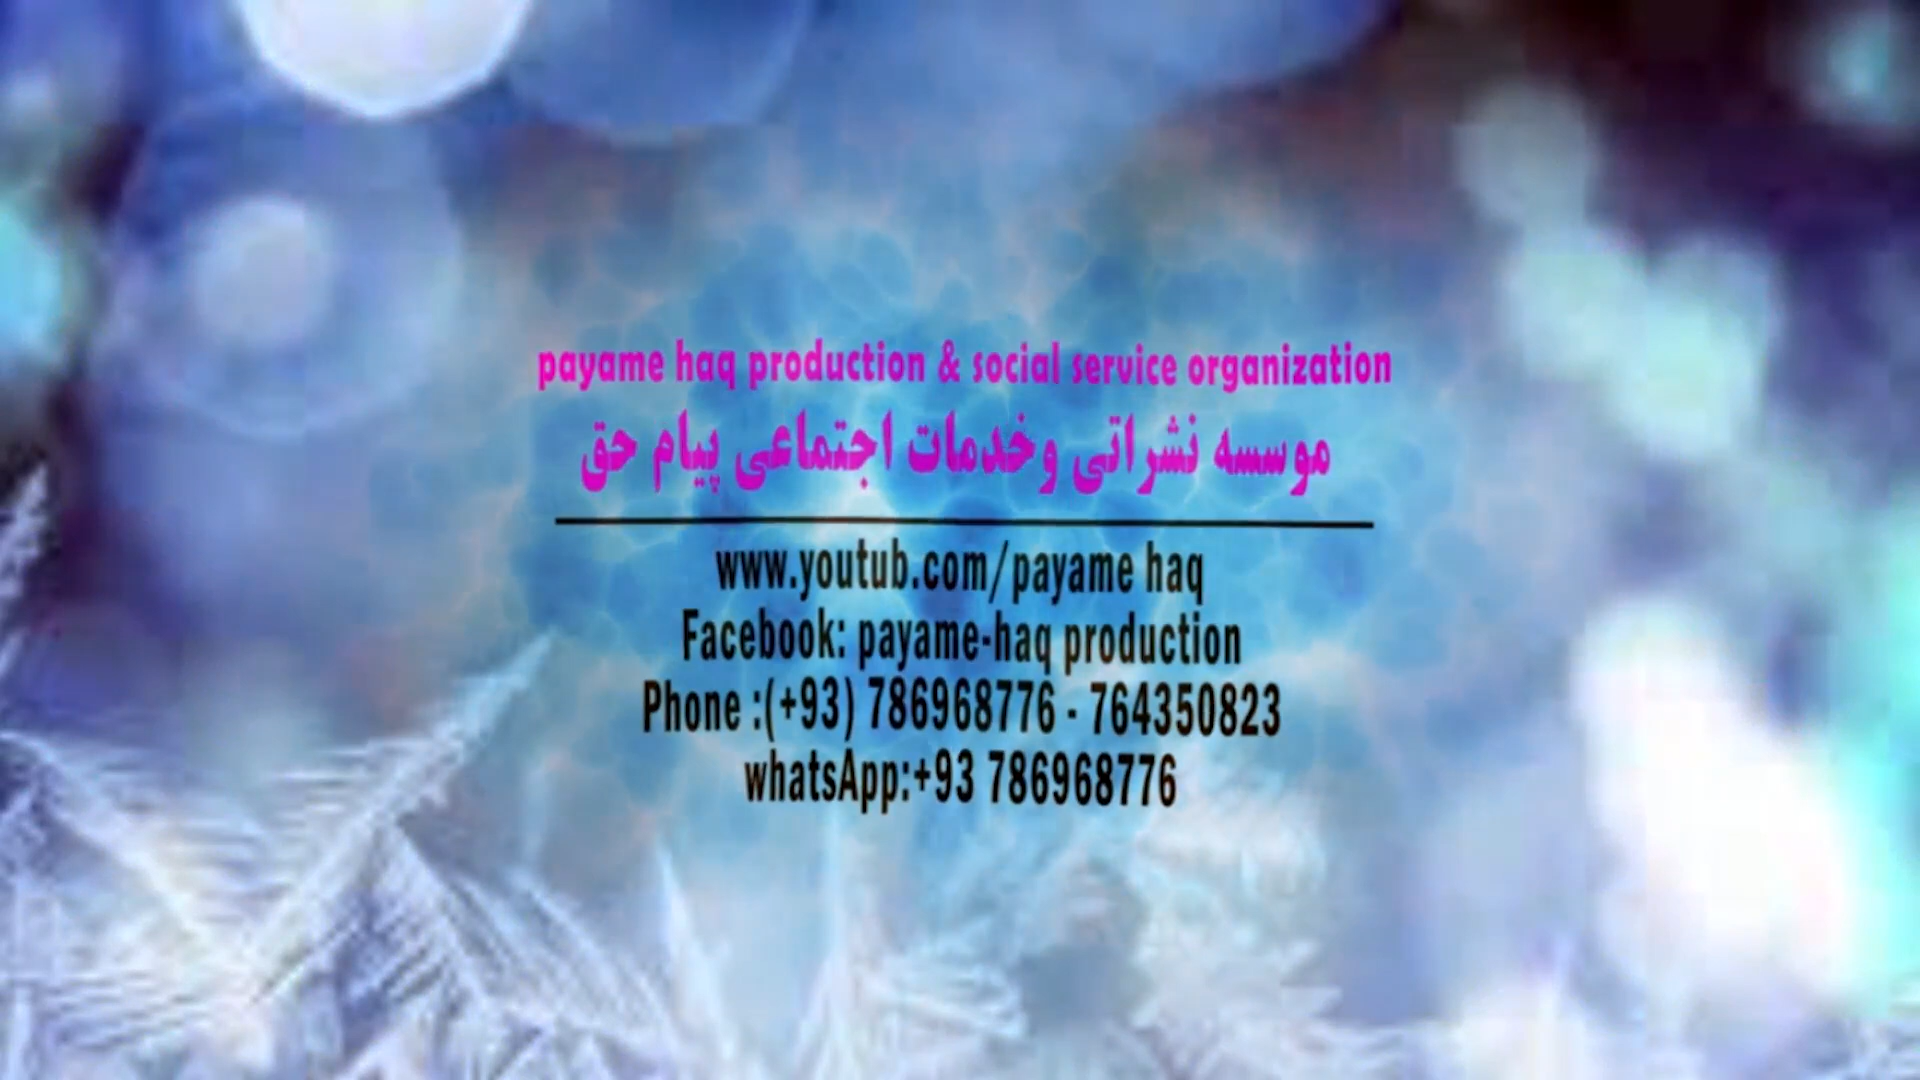 payame haq production & social service organization
موسسه نشراتی وخدمات اجتماعی پیام حق
www.youtub.com/payame haq
Facebook: payame-haq production
Phone :(+93) 786968776 - 764350823
whatsApp:+93 786968776